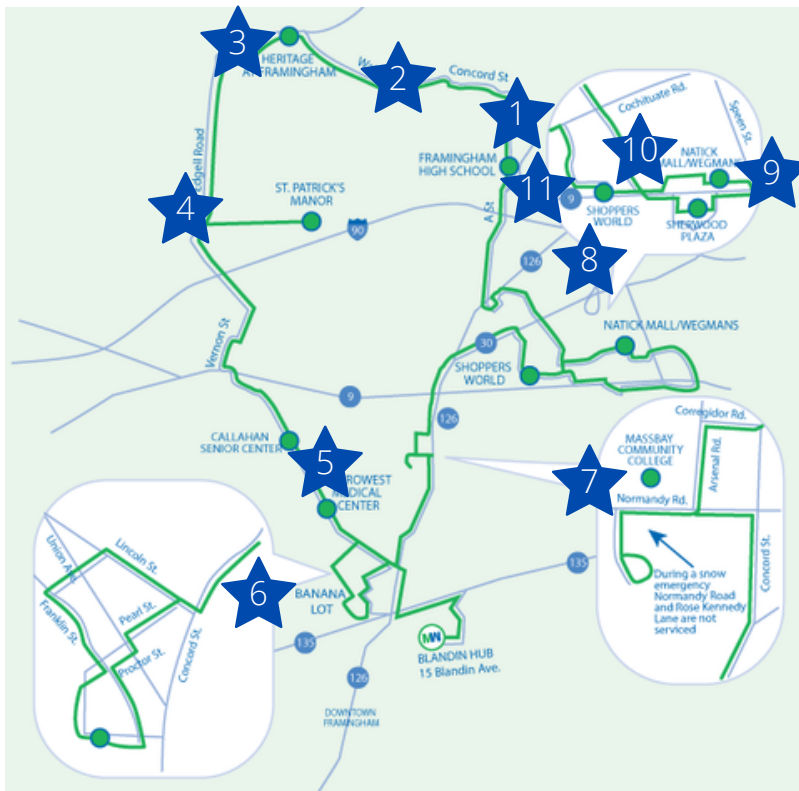 3
HERITAGE
AT FRAMINGHAM
2
Concord St
1
FRAMINGHAM
HIGH SCHOOL
11
A St
Edgell Road
ST. PATRICK'S
MANOR
4
90
126
8
Cochituate Rd.
Speen St.
10
NATICK
MALL/WEGMANS
9
9
SHOPPERS
WORLD
SHERWOOD
PLAZA
NATICK MALL/WEGMANS
30
SHOPPERS
WORLD
Vernon St
9
126
CALLAHAN
SENIOR CENTER
5
MEDICAL
CENTER
7
Corregidor Rd.
MASSBAY
COMMUNITY
COLLEGE
Arsenal Rd.
Normandy Rd.
Concord St.
During a snow
emergency
Normandy Road
and Rose Kennedy
Lane are not
serviced
135
6
BANANA
LOT
Union Ave.
Lincoln St.
Pearl St.
Franklin St.
Proctor St.
Concord St.
135
MW
BLANDIN HUB
15 Blandin Ave.
126
DOWNTOWN
FRAMINGHAM